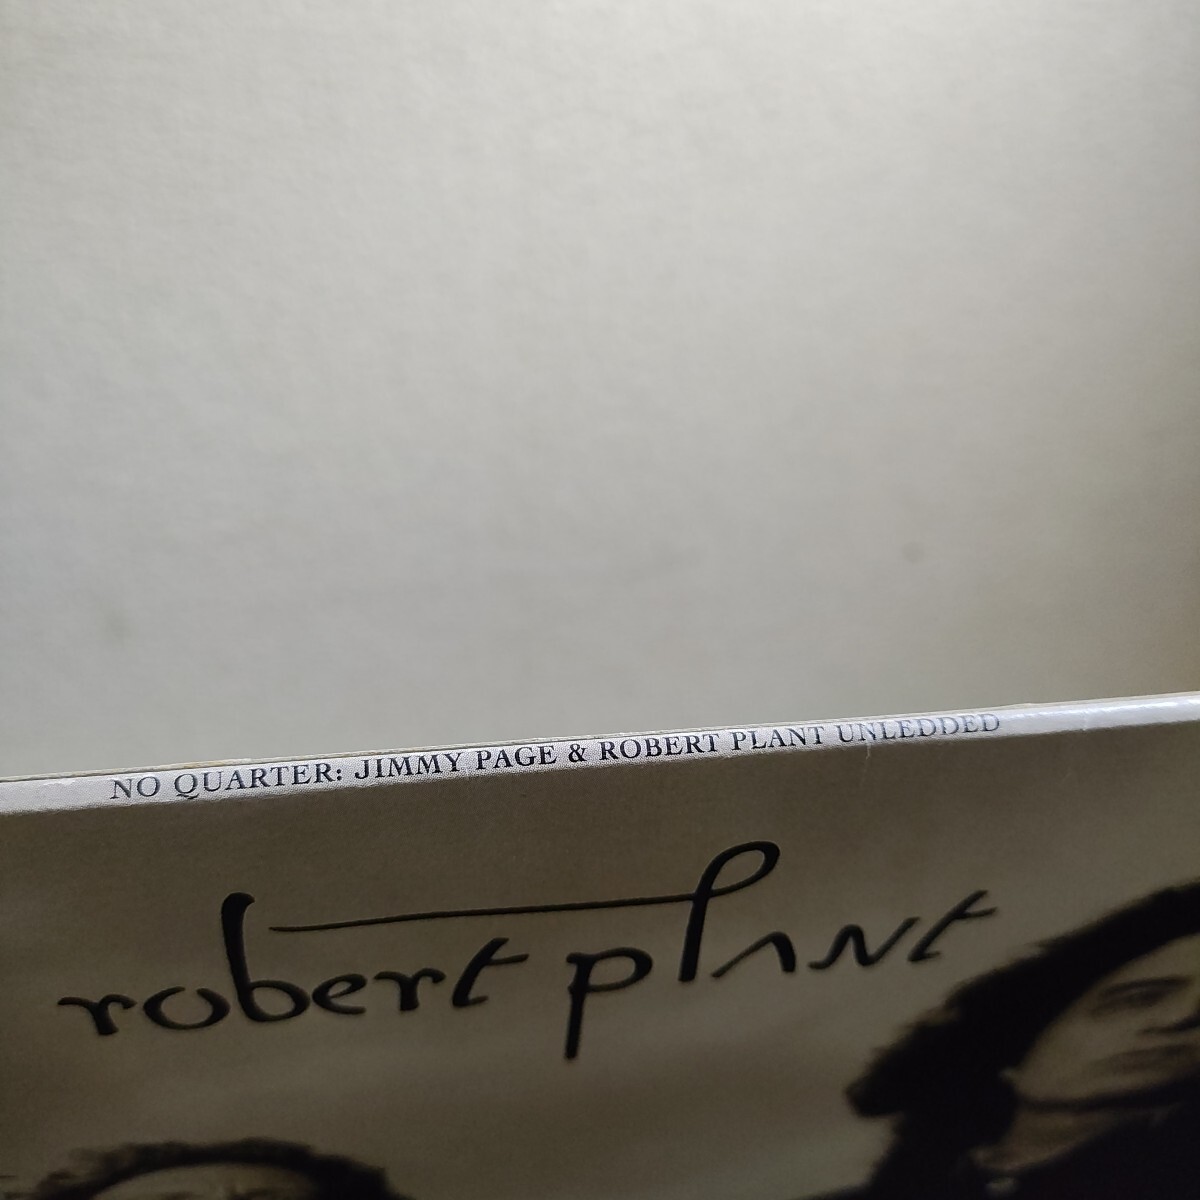 NO QUARTER: JIMMY PAGE & ROBERT PLANT UNLEDDED
robert plant